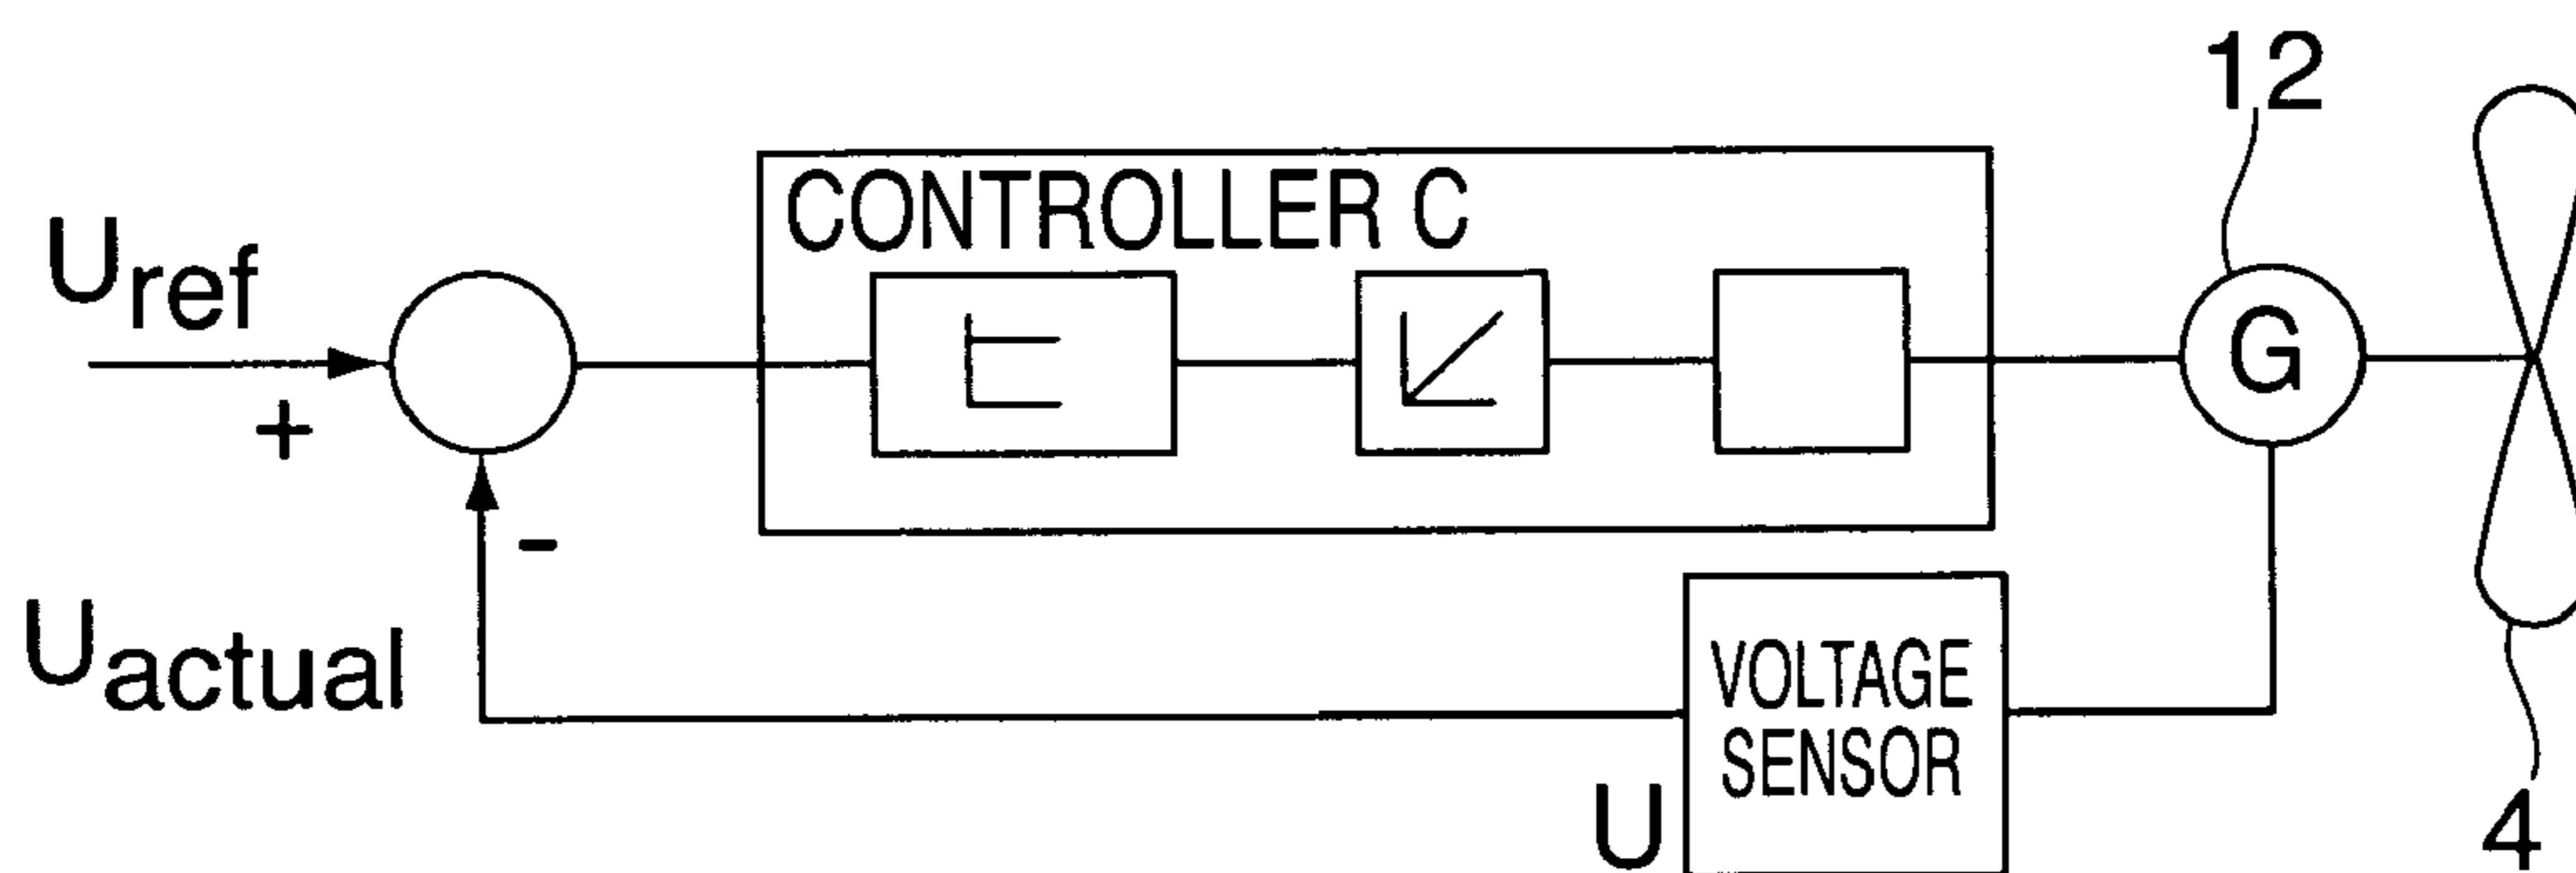 12
CONTROLLER C
Uref
+
G
-
Uactual
VOLTAGE
SENSOR
U
4